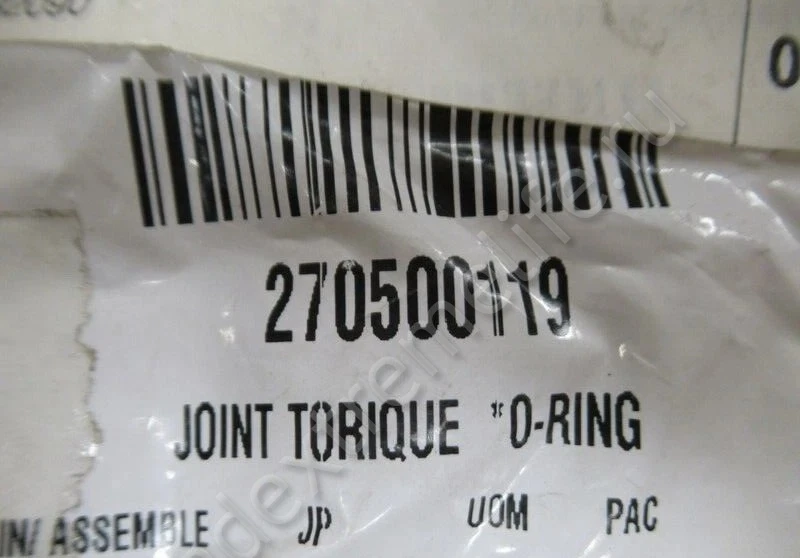 270500119
JOINT TORIQUE *O-RING
IN/ ASSEMBLE JP UOM PAC